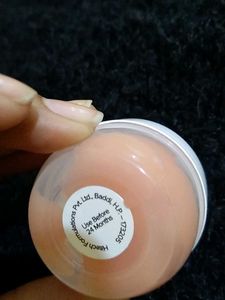 Hitech Formulations Pvt. Ltd., Baddi, H.P. - 173205
Use Before
24 Months